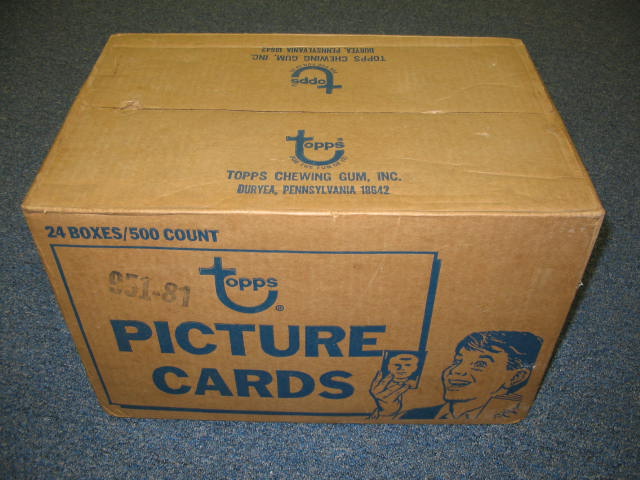 DURYEA, PENNSYLVANIA 18642
TOPPS CHEWING GUM, INC.
topps
topps®
TOPPS CHEWING GUM, INC.
DURYEA, PENNSYLVANIA 18642
24 BOXES/500 COUNT
951-81
topps®
PICTURE
CARDS